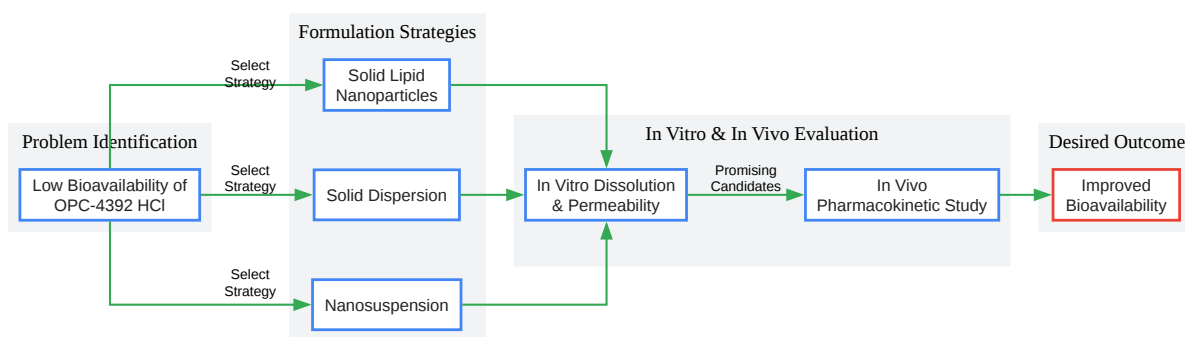 Formulation Strategies
Select
Strategy
Solid Lipid
Nanoparticles
Problem Identification
In Vitro & In Vivo Evaluation
Desired Outcome
Low Bioavailability of
OPC-4392 HCl
Select
Strategy
Solid Dispersion
In Vitro Dissolution
& Permeability
Promising
Candidates
In Vivo
Pharmacokinetic Study
Improved
Bioavailability
Select
Strategy
Nanosuspension